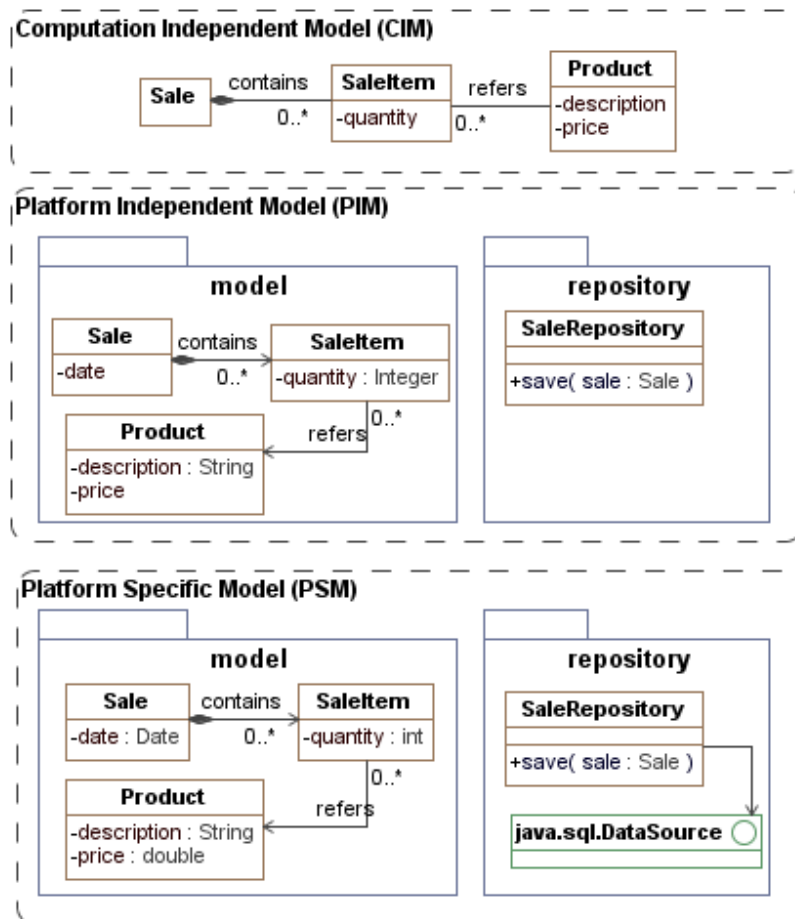 Computation Independent Model (CIM)
Sale
contains
0..*
SaleItem
-quantity
refers
0..*
Product
-description
-price
Platform Independent Model (PIM)
model
Sale
-date
contains
0..*
SaleItem
-quantity : Integer
0..*
refers
Product
-description : String
-price
repository
SaleRepository
+save( sale : Sale )
Platform Specific Model (PSM)
model
Sale
-date : Date
contains
0..*
SaleItem
-quantity : int
0..*
refers
Product
-description : String
-price : double
repository
SaleRepository
+save( sale : Sale )
java.sql.DataSource